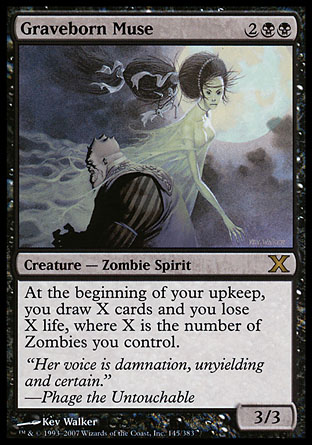 Graveborn Muse 2
KEV WALKER
Creature — Zombie Spirit X
At the beginning of your upkeep,
you draw X cards and you lose
X life, where X is the number of
Zombies you control.
“Her voice is damnation, unyielding
and certain.”
—Phage the Untouchable
Kev Walker
™ & © 1993–2007 Wizards of the Coast, Inc. 145/383
3/3